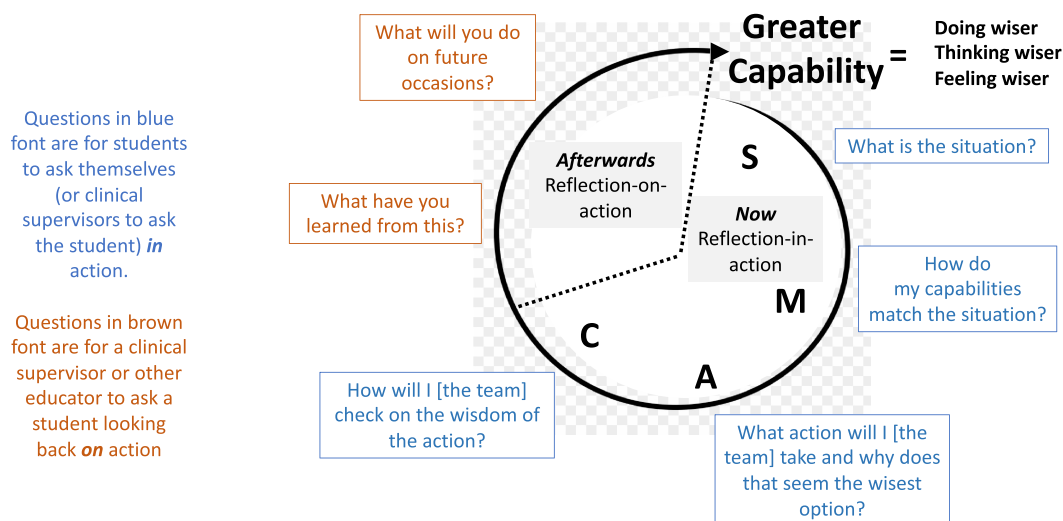 What will you do
on future
occasions?
Greater
Capability
=
Doing wiser
Thinking wiser
Feeling wiser
Questions in blue
font are for students
to ask themselves
(or clinical
supervisors to ask
the student) in
action.
What is the situation?
S
Afterwards
Reflection-on-
action
What have you
learned from this?
Now
Reflection-in-
action
How do
my capabilities
match the situation?
M
Questions in brown
font are for a clinical
supervisor or other
educator to ask a
student looking
back on action
C
A
How will I [the team]
check on the wisdom of
the action?
What action will I [the
team] take and why does
that seem the wisest
option?